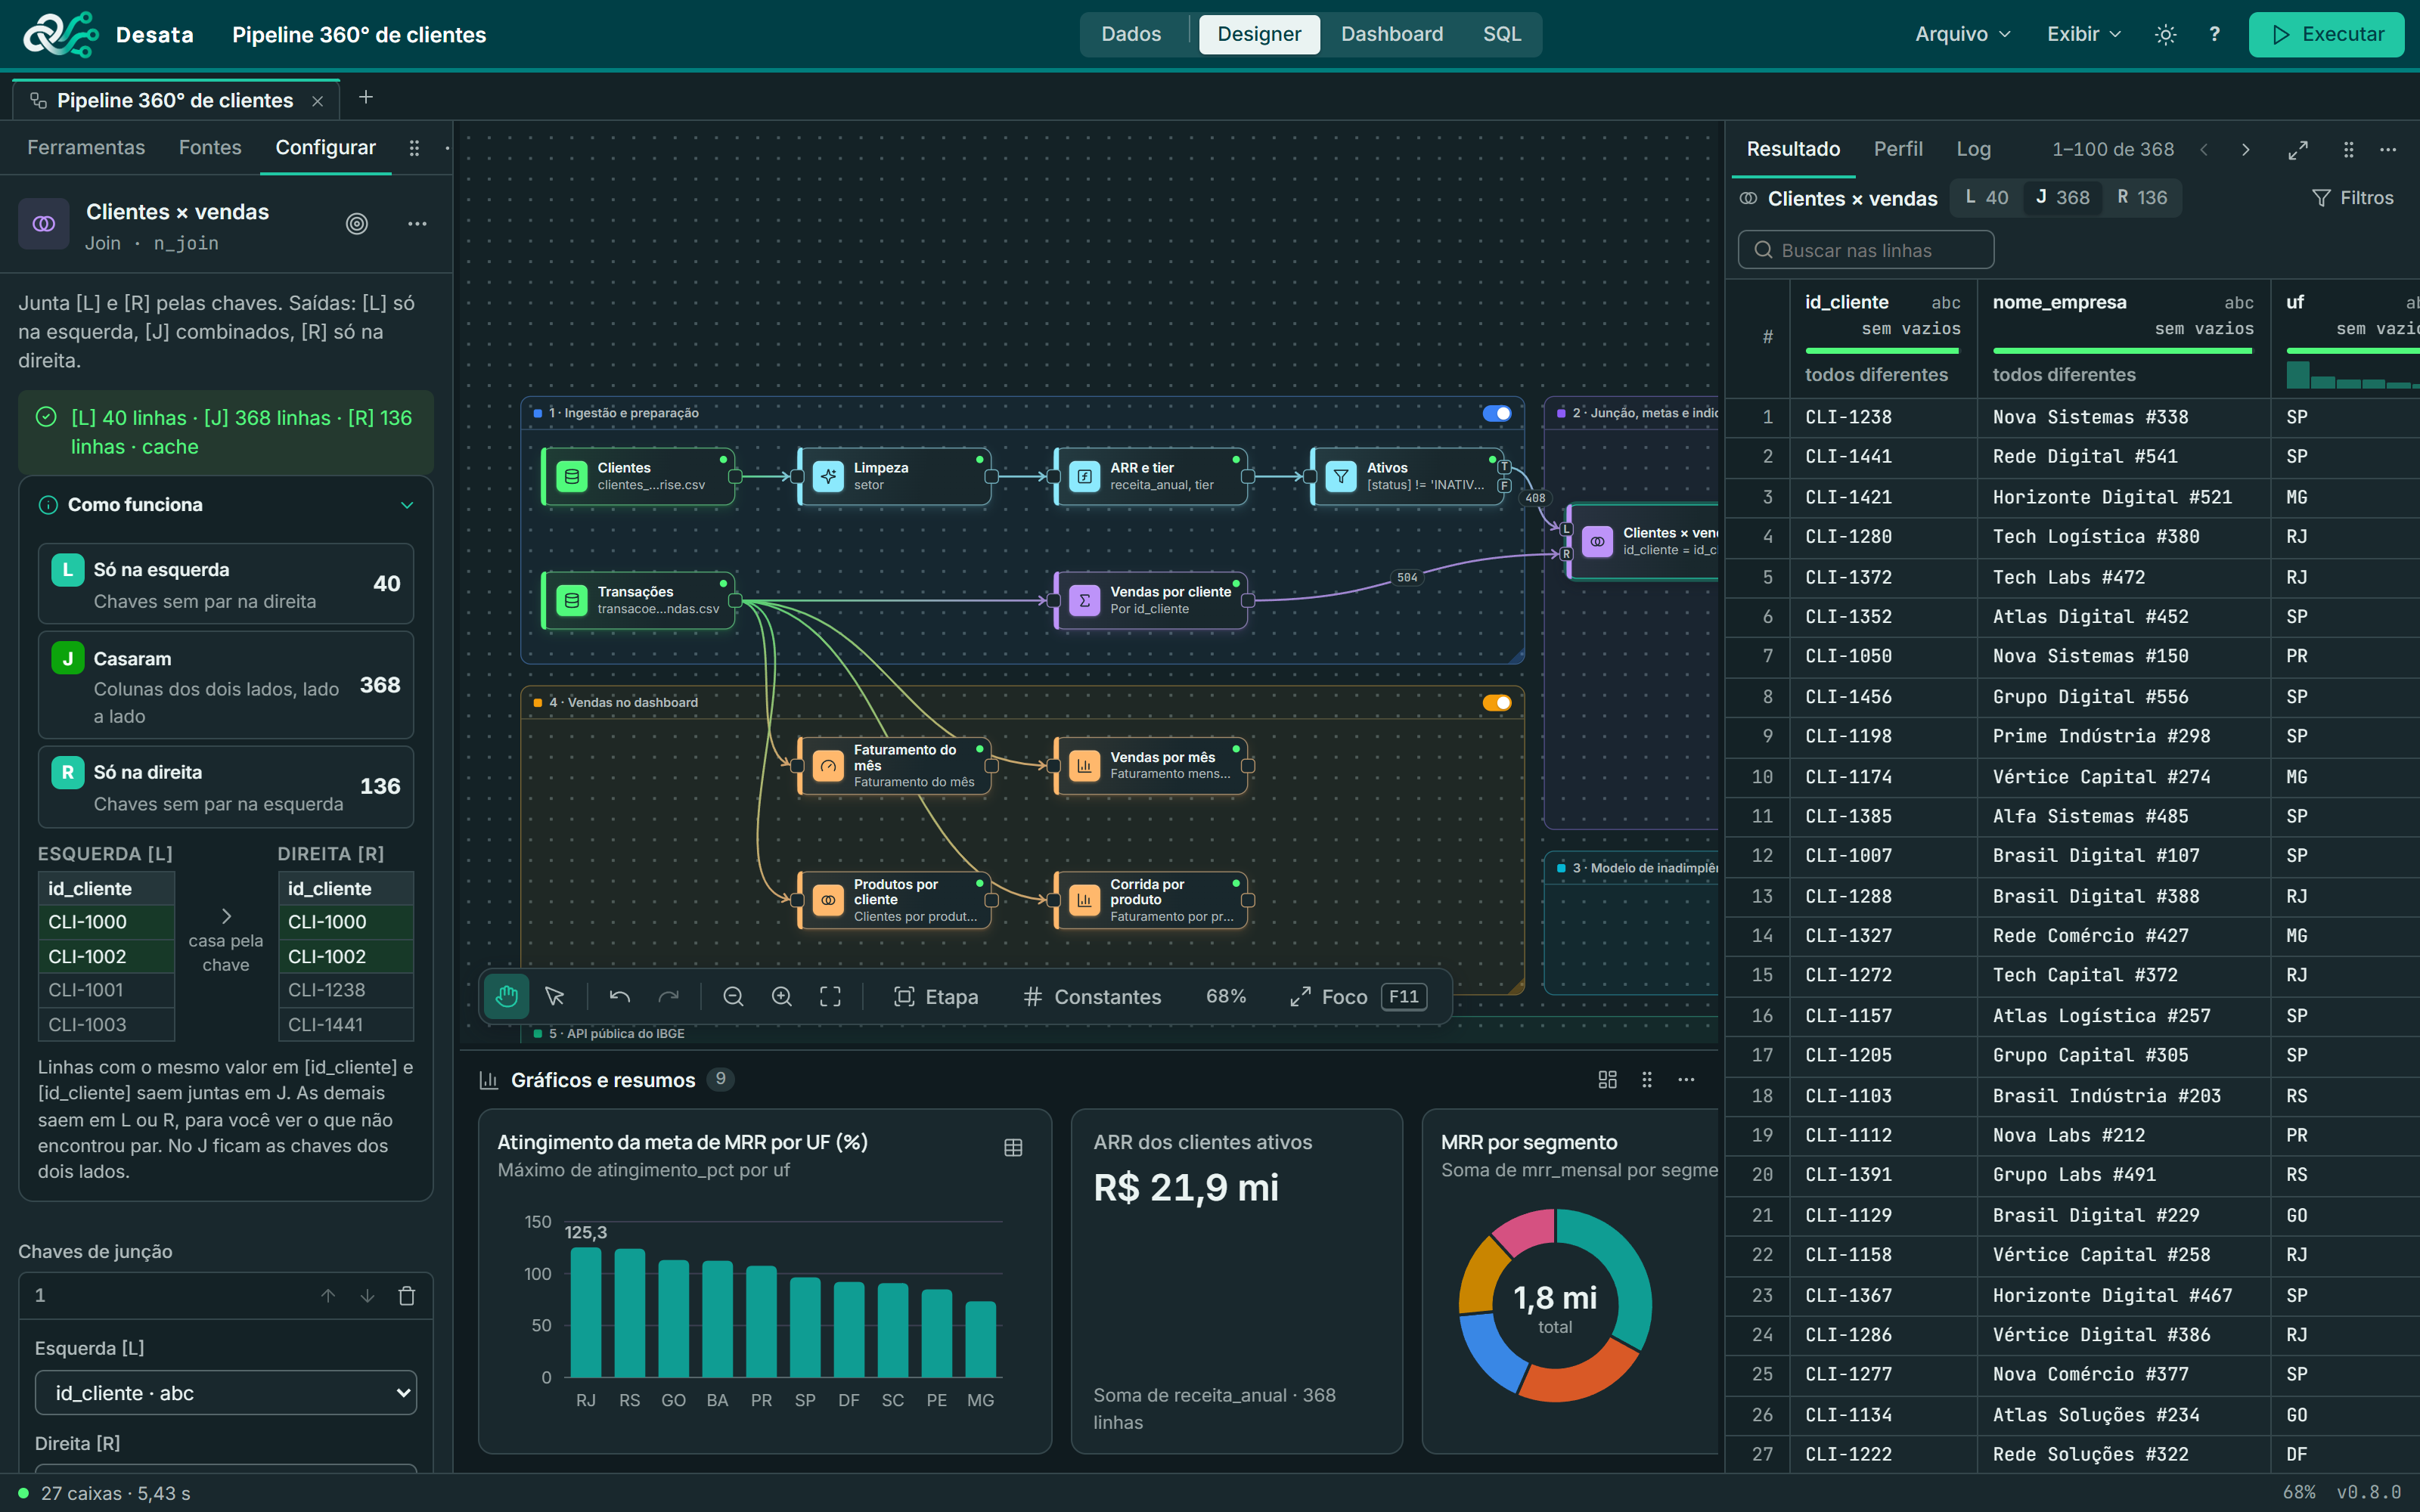 Desata
Pipeline 360° de clientes
Dados
Designer
Dashboard
SQL
Arquivo
Exibir
?
Executar
Pipeline 360° de clientes
Ferramentas
Fontes
Configurar
Clientes × vendas
Join · n_join
Junta [L] e [R] pelas chaves. Saídas: [L] só
na esquerda, [J] combinados, [R] só na
direita.
[L] 40 linhas · [J] 368 linhas · [R] 136
linhas · cache
Como funciona
L Só na esquerda
Chaves sem par na direita
40
J Casaram
Colunas dos dois lados, lado
a lado
368
R Só na direita
Chaves sem par na esquerda
136
ESQUERDA [L]
id_cliente
CLI-1000
CLI-1002
CLI-1001
CLI-1003
casa pela
chave
DIREITA [R]
id_cliente
CLI-1000
CLI-1002
CLI-1238
CLI-1441
Linhas com o mesmo valor em [id_cliente] e
[id_cliente] saem juntas em J. As demais
saem em L ou R, para você ver o que não
encontrou par. No J ficam as chaves dos
dois lados.
Chaves de junção
1
Esquerda [L]
id_cliente · abc
Direita [R]
1 · Ingestão e preparação
Clientes
clientes_...rise.csv
Limpeza
setor
ARR e tier
receita_anual, tier
Ativos
[status] != 'INATIV...
T
F
408
Transações
transacoe...ndas.csv
Vendas por cliente
Por id_cliente
504
2 · Junção, metas e indic
L
R
Clientes × ven
id_cliente = id_c
4 · Vendas no dashboard
Faturamento do
mês
Faturamento do mês
Vendas por mês
Faturamento mens...
Produtos por
cliente
Clientes por produt...
Corrida por
produto
Faturamento por pr...
3 · Modelo de inadimplên
Etapa
Constantes
68%
Foco
F11
5 · API pública do IBGE
Gráficos e resumos 9
Atingimento da meta de MRR por UF (%)
Máximo de atingimento_pct por uf
150
125,3
100
50
0
RJ RS GO BA PR SP DF SC PE MG
ARR dos clientes ativos
R$ 21,9 mi
Soma de receita_anual · 368
linhas
MRR por segmento
Soma de mrr_mensal por segme
1,8 mi
total
Resultado
Perfil
Log
1–100 de 368
Clientes × vendas
L 40
J 368
R 136
Filtros
Buscar nas linhas
# id_cliente abc nome_empresa abc uf
sem vazios sem vazios
todos diferentes todos diferentes
1 CLI-1238 Nova Sistemas #338 SP
2 CLI-1441 Rede Digital #541 SP
3 CLI-1421 Horizonte Digital #521 MG
4 CLI-1280 Tech Logística #380 RJ
5 CLI-1372 Tech Labs #472 RJ
6 CLI-1352 Atlas Digital #452 SP
7 CLI-1050 Nova Sistemas #150 PR
8 CLI-1456 Grupo Digital #556 SP
9 CLI-1198 Prime Indústria #298 SP
10 CLI-1174 Vértice Capital #274 MG
11 CLI-1385 Alfa Sistemas #485 SP
12 CLI-1007 Brasil Digital #107 SP
13 CLI-1288 Brasil Digital #388 RJ
14 CLI-1327 Rede Comércio #427 MG
15 CLI-1272 Tech Capital #372 RJ
16 CLI-1157 Atlas Logística #257 SP
17 CLI-1205 Grupo Capital #305 SP
18 CLI-1103 Brasil Indústria #203 RS
19 CLI-1112 Nova Labs #212 PR
20 CLI-1391 Grupo Labs #491 RS
21 CLI-1129 Brasil Digital #229 GO
22 CLI-1158 Vértice Capital #258 RJ
23 CLI-1367 Horizonte Digital #467 SP
24 CLI-1286 Vértice Digital #386 RJ
25 CLI-1277 Nova Comércio #377 SP
26 CLI-1134 Atlas Soluções #234 GO
27 CLI-1222 Rede Soluções #322 DF
27 caixas · 5,43 s
68%
v0.8.0